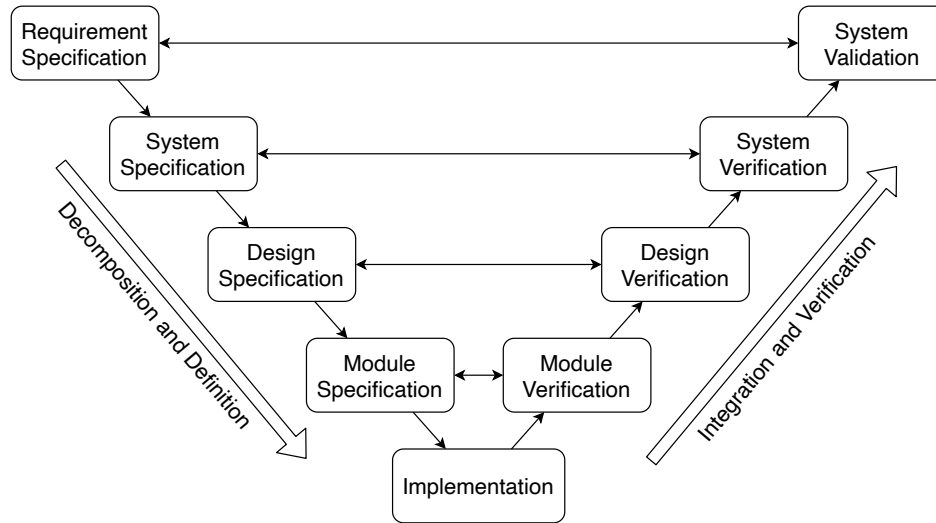 Requirement
Specification
System
Validation
System
Specification
System
Verification
Design
Specification
Design
Verification
Module
Specification
Module
Verification
Implementation
Decomposition and Definition
Integration and Verification